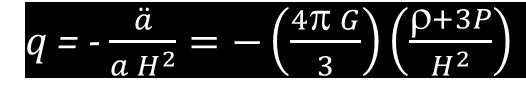 q = - ä / (a H²) = − (4π G / 3) (ρ+3P / H²)